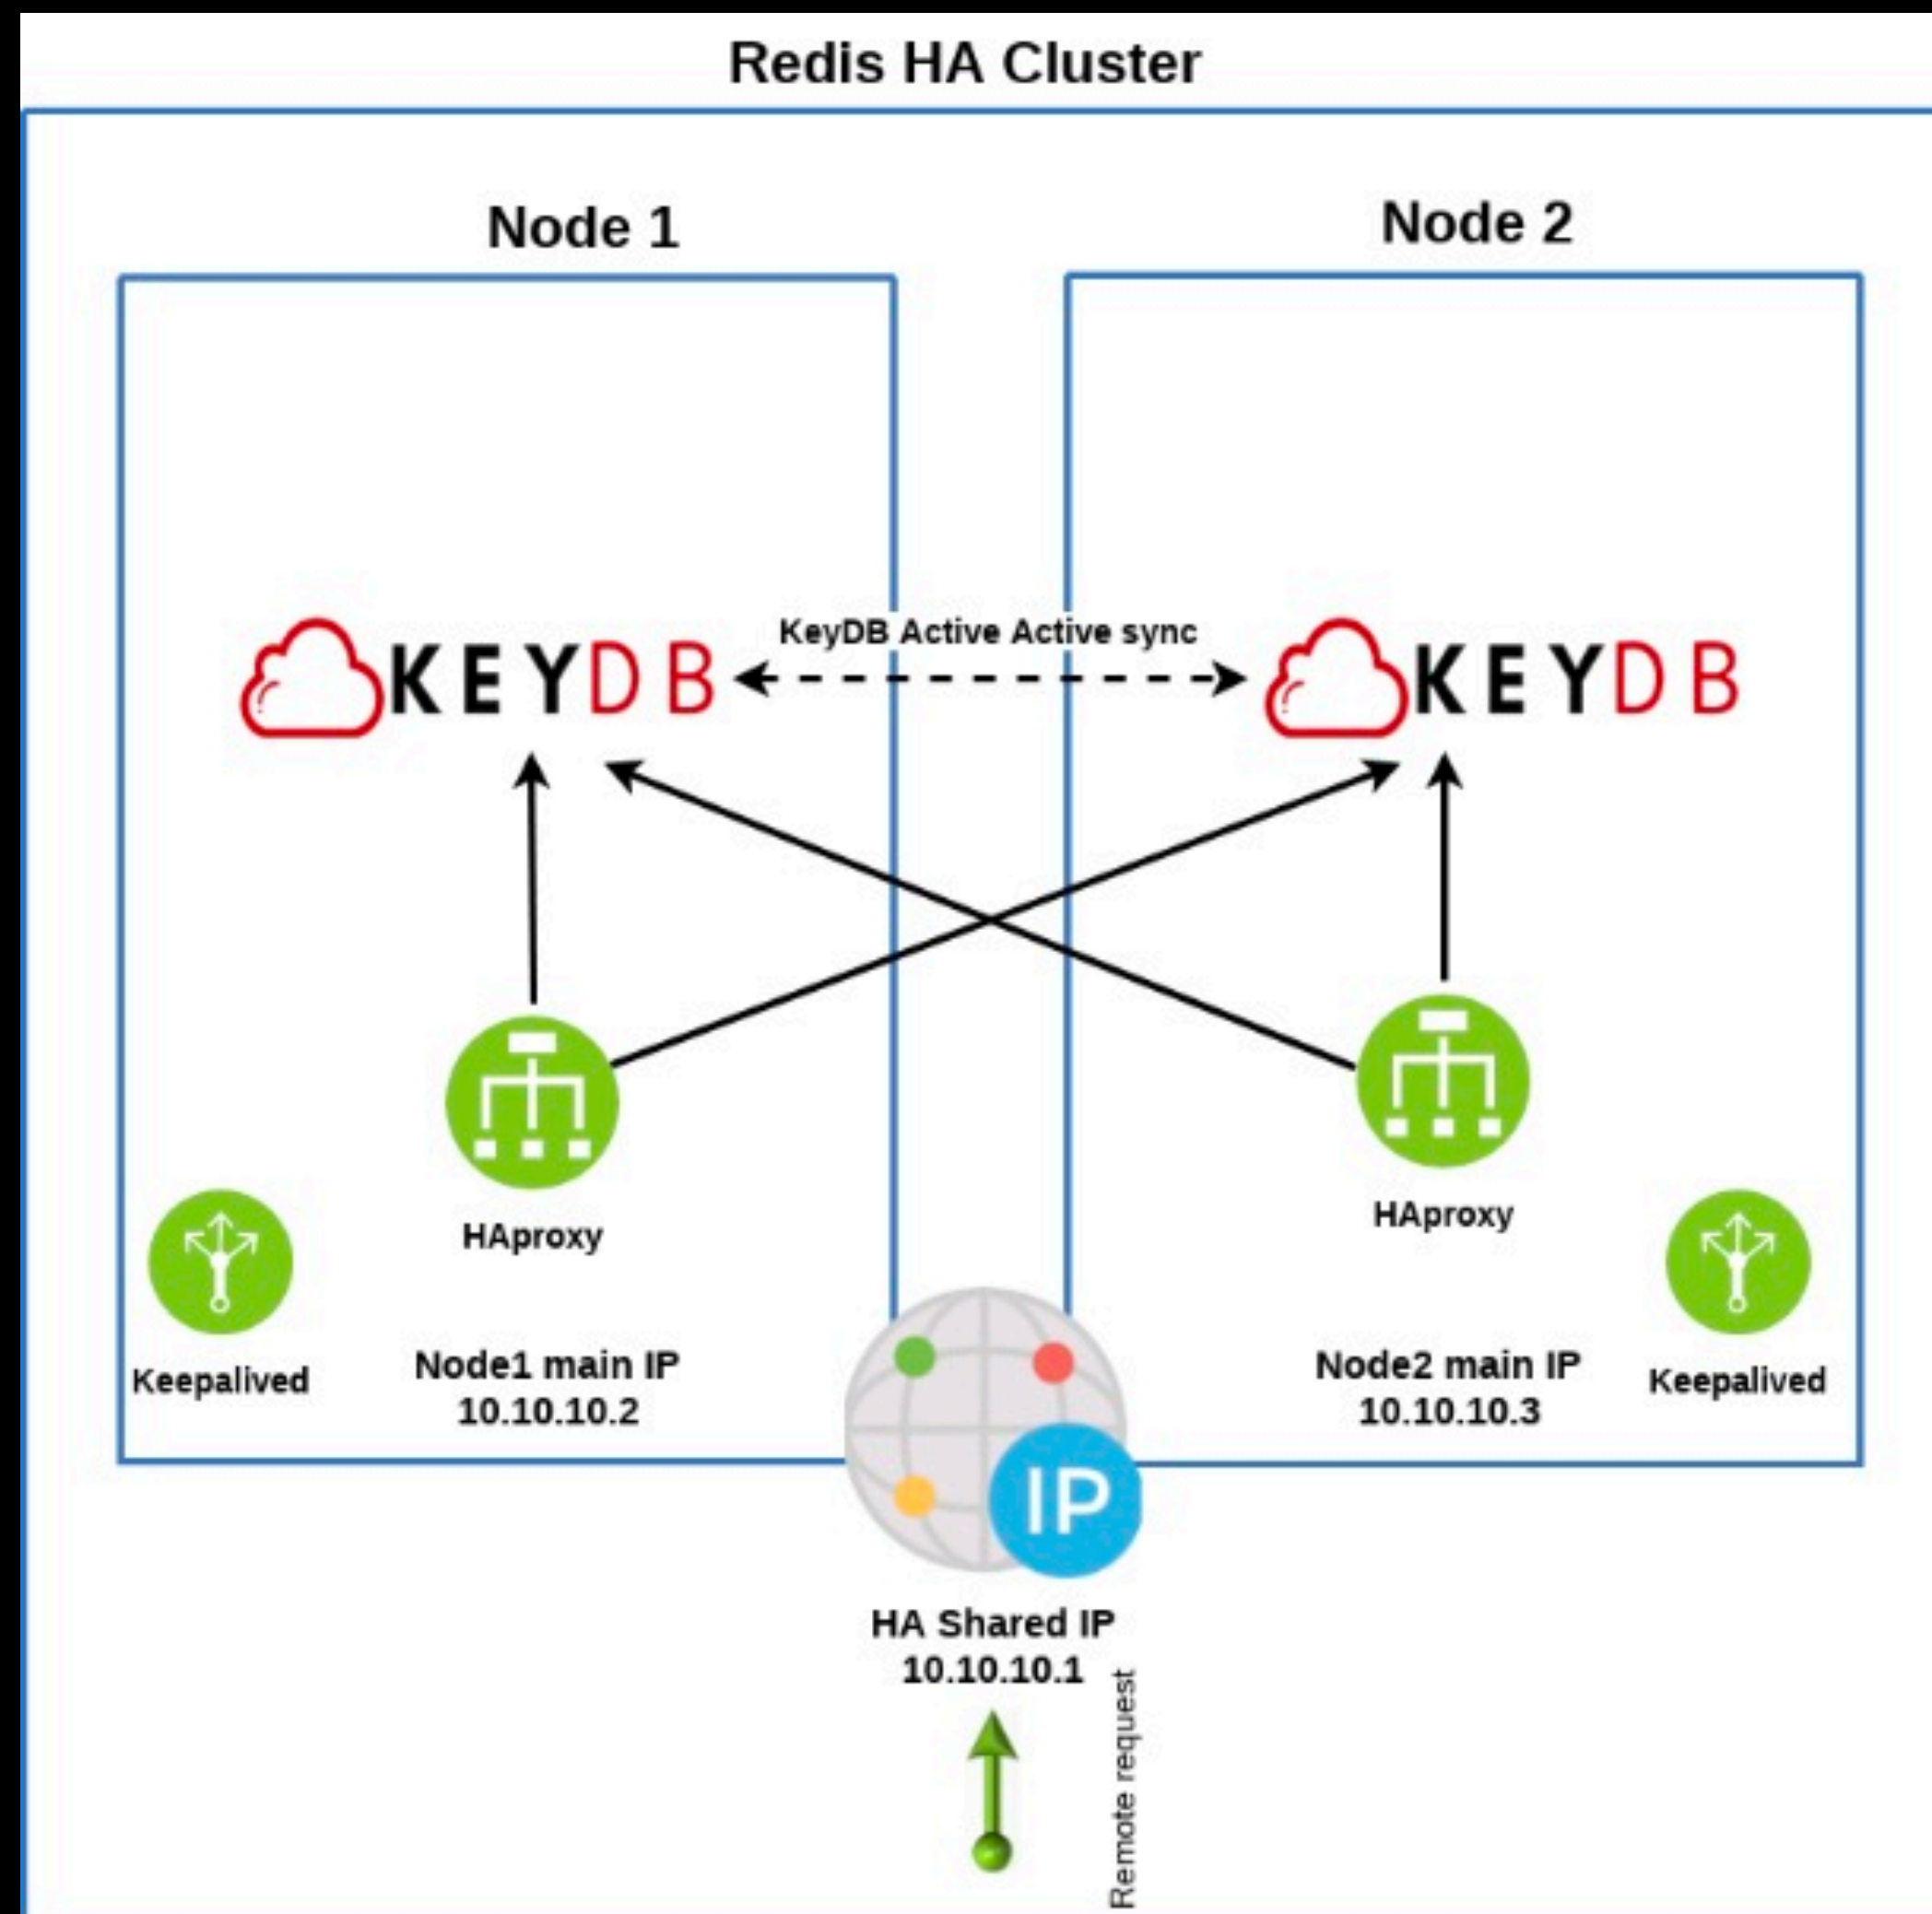 Redis HA Cluster
Node 1
Node 2
KEYDB
KeyDB Active Active sync
KEYDB
HAproxy
HAproxy
Keepalived
Node1 main IP
10.10.10.2
Node2 main IP
10.10.10.3
Keepalived
IP
HA Shared IP
10.10.10.1
Remote request